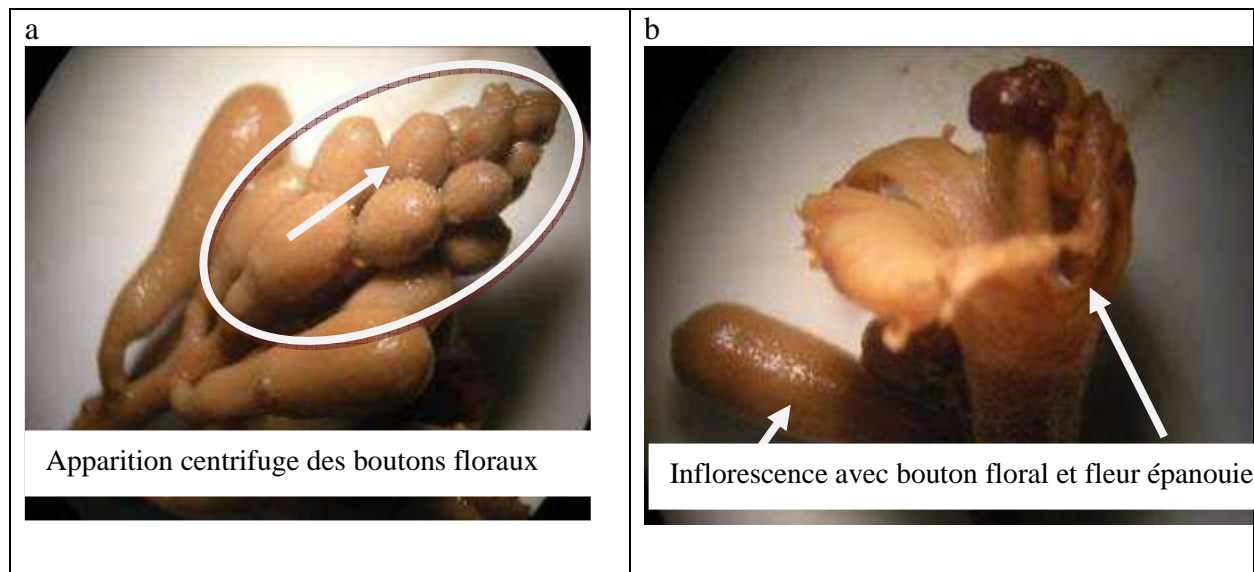 a
b
Apparition centrifuge des boutons floraux
Inflorescence avec bouton floral et fleur épanouie